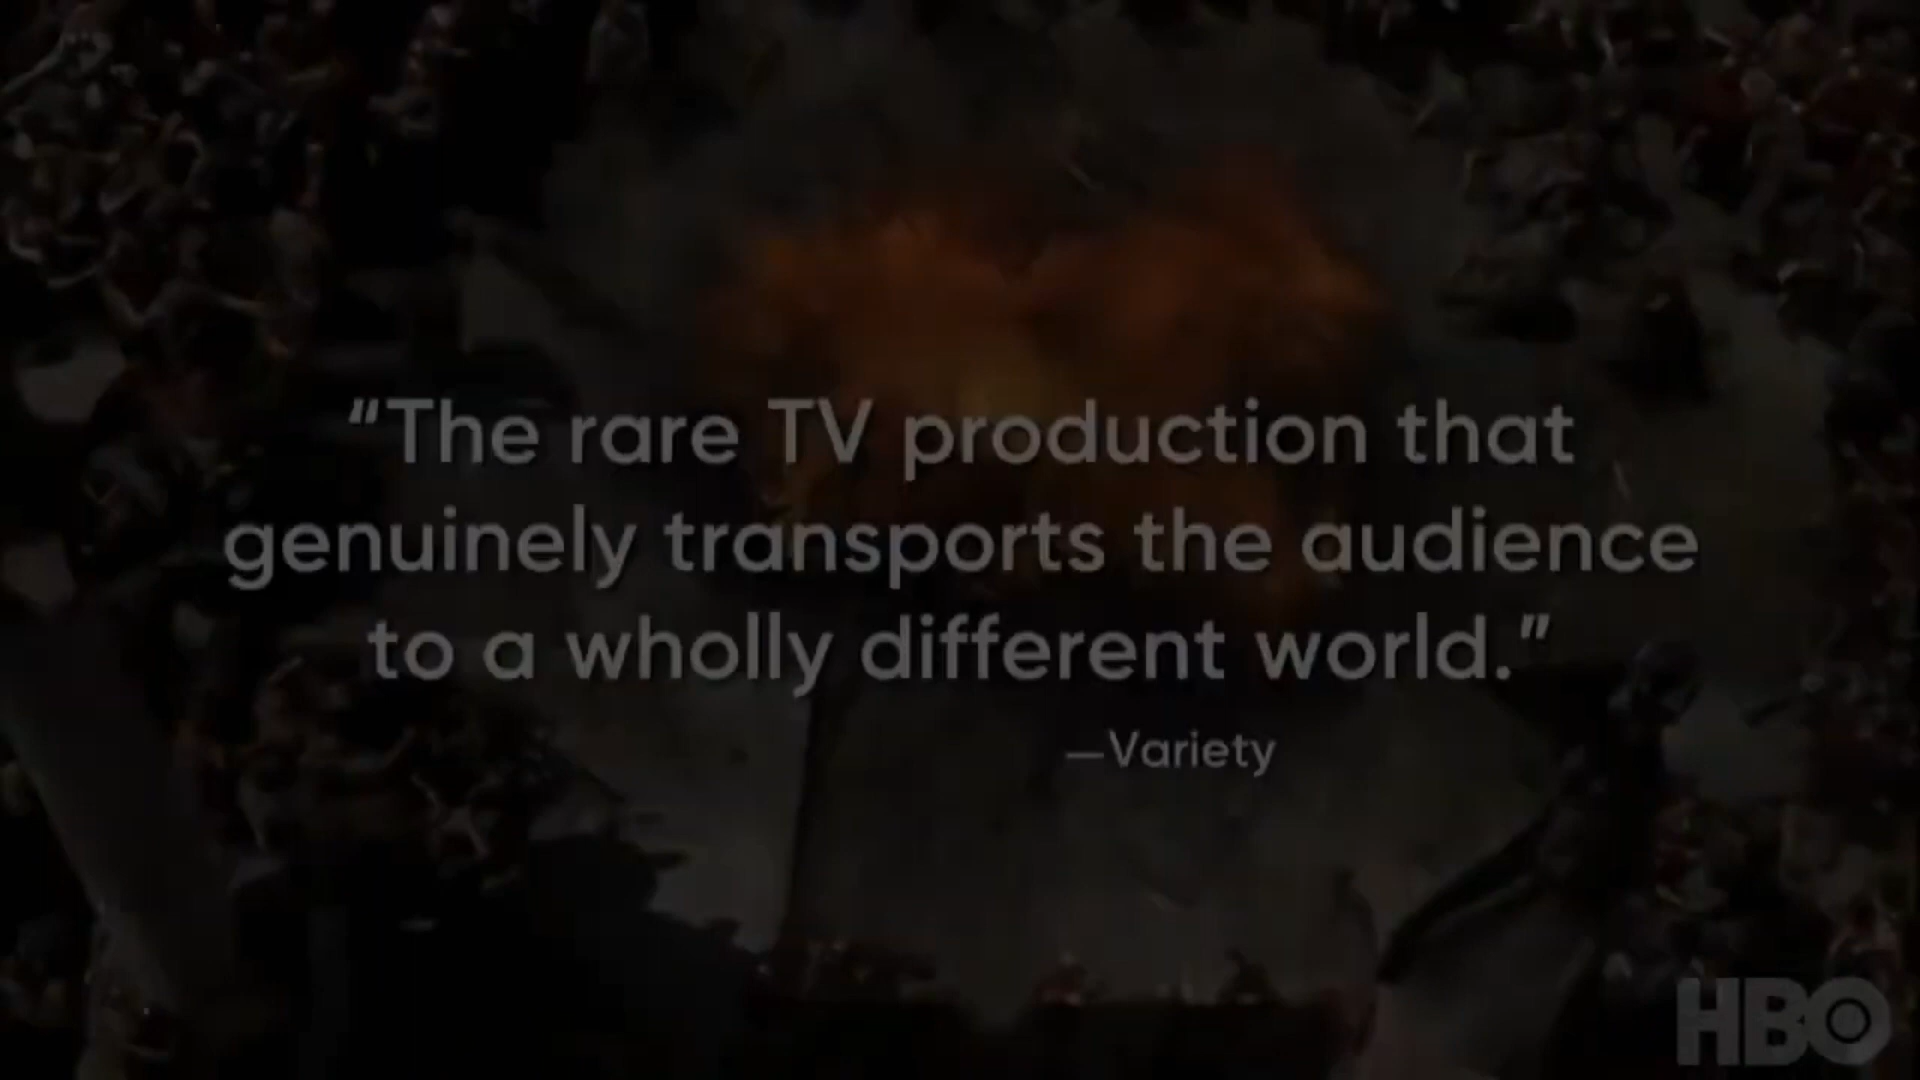 “The rare TV production that
genuinely transports the audience
to a wholly different world.”
—Variety
HBO